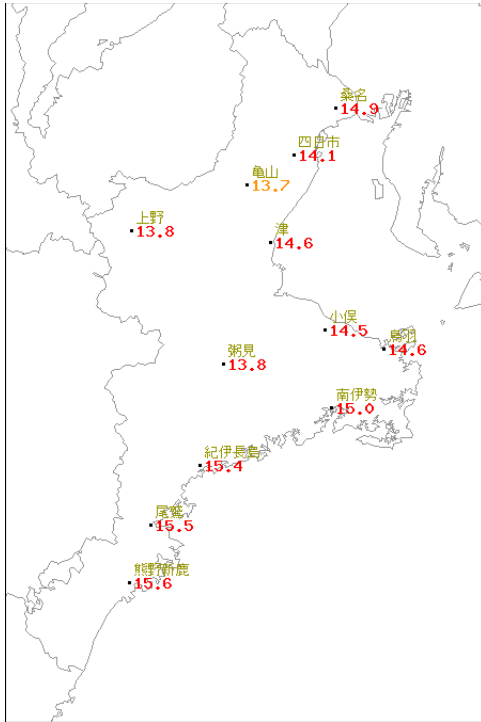 桑名
14.9
四日市
14.1
亀山
13.7
上野
13.8
津
14.6
小俣
14.5
鳥羽
14.6
粥見
13.8
南伊勢
15.0
紀伊長島
15.4
尾鷲
15.5
熊野新鹿
15.6